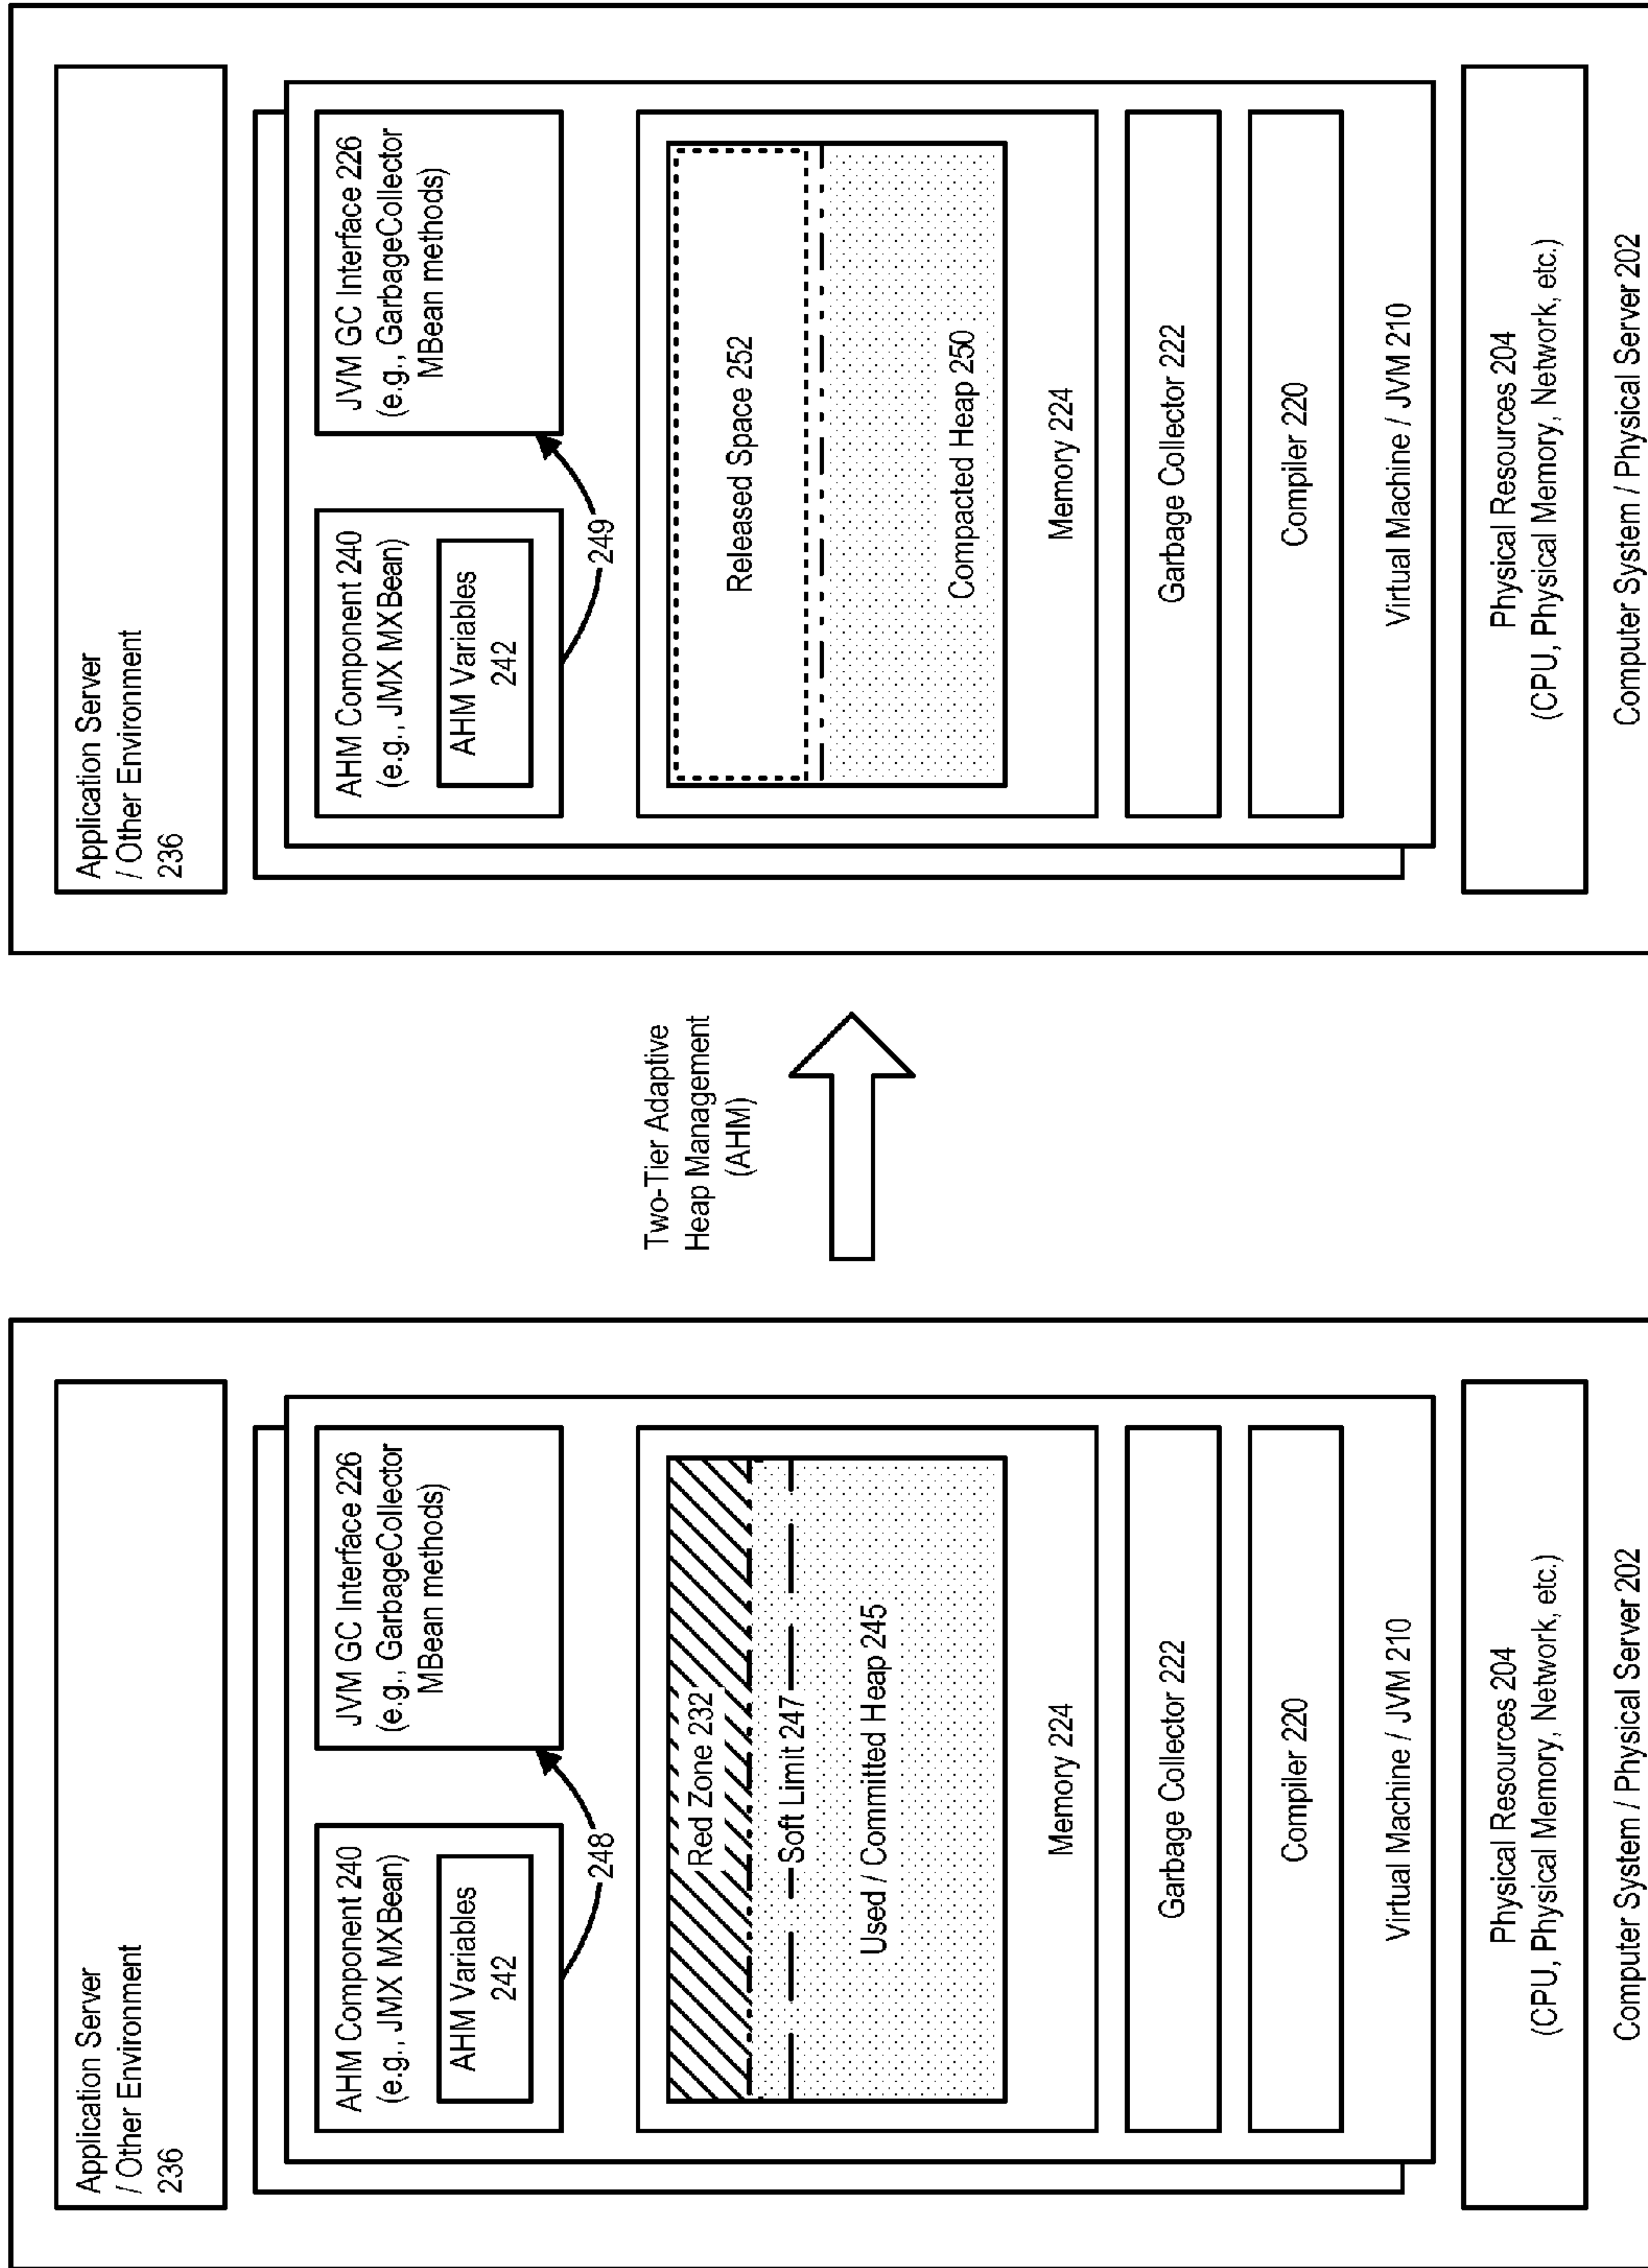 Application Server
/ Other Environment
236
AHM Component 240
(e.g., JMX MXBean)
AHM Variables
242
248
JVM GC Interface 226
(e.g., GarbageCollector
MBean methods)
Red Zone 232
Soft Limit 247
Used / Committed Heap 245
Memory 224
Garbage Collector 222
Compiler 220
Virtual Machine / JVM 210
Physical Resources 204
(CPU, Physical Memory, Network, etc.)
Computer System / Physical Server 202
Two-Tier Adaptive
Heap Management
(AHM)
Application Server
/ Other Environment
236
AHM Component 240
(e.g., JMX MXBean)
AHM Variables
242
249
JVM GC Interface 226
(e.g., GarbageCollector
MBean methods)
Released Space 252
Compacted Heap 250
Memory 224
Garbage Collector 222
Compiler 220
Virtual Machine / JVM 210
Physical Resources 204
(CPU, Physical Memory, Network, etc.)
Computer System / Physical Server 202